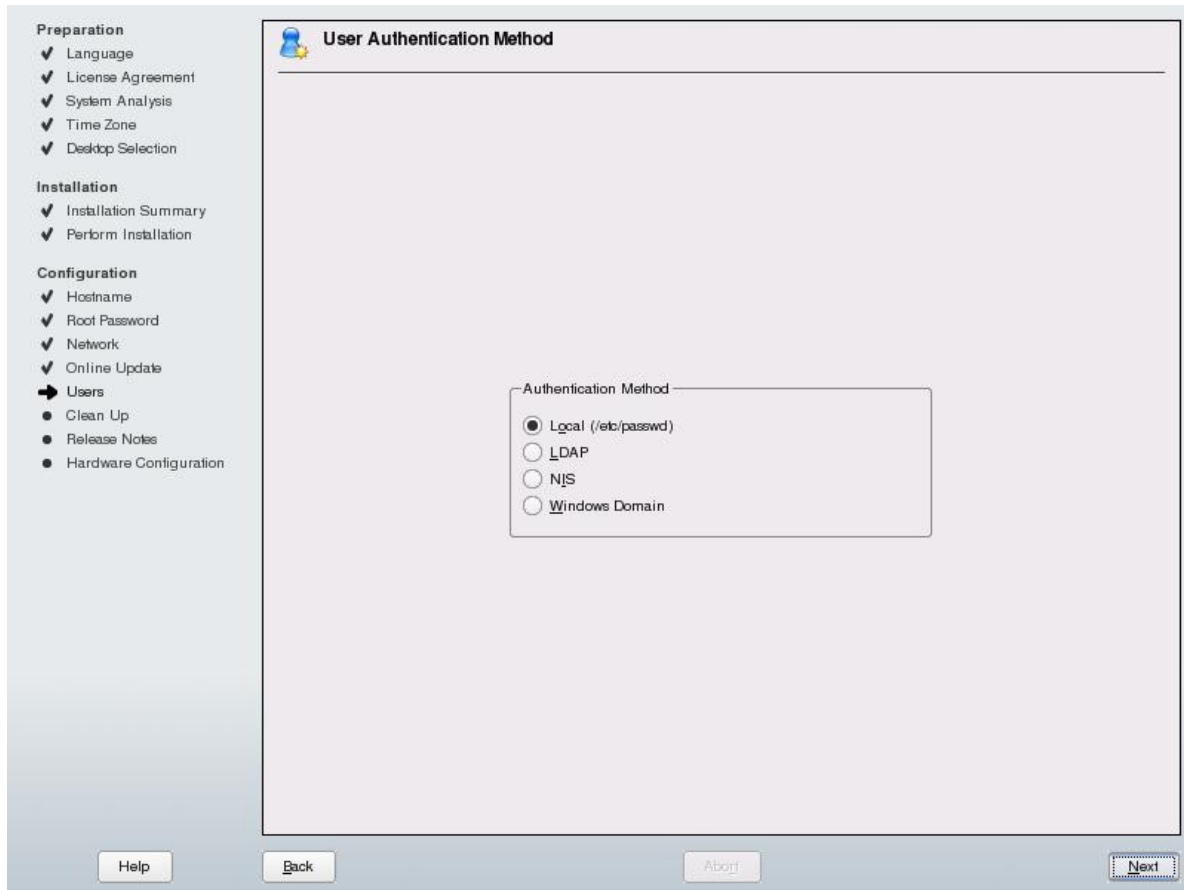 Preparation
Language
License Agreement
System Analysis
Time Zone
Desktop Selection
Installation
Installation Summary
Perform Installation
Configuration
Hostname
Root Password
Network
Online Update
Users
Clean Up
Release Notes
Hardware Configuration
User Authentication Method
Authentication Method
Local (/etc/passwd)
LDAP
NIS
Windows Domain
Help
Back
Abort
Next